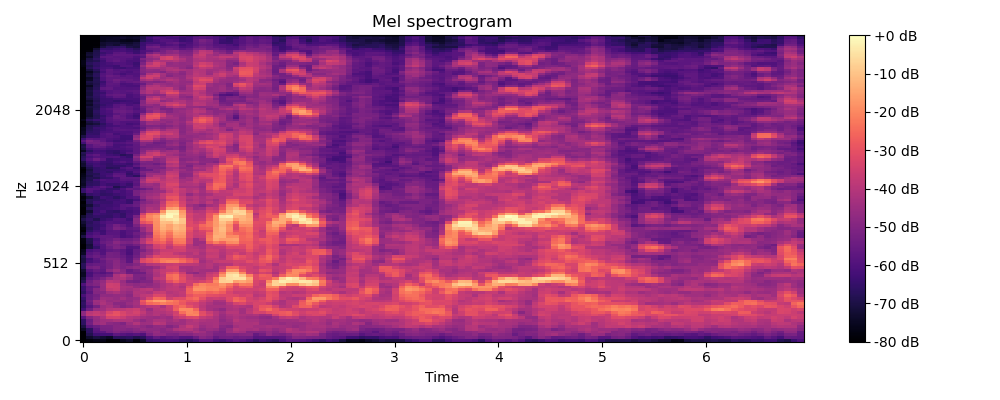 Mel spectrogram
+0 dB
-10 dB
2048
-20 dB
-30 dB
1024
Hz
-40 dB
-50 dB
512
-60 dB
-70 dB
0
-80 dB
0 1 2 3 4 5 6
Time